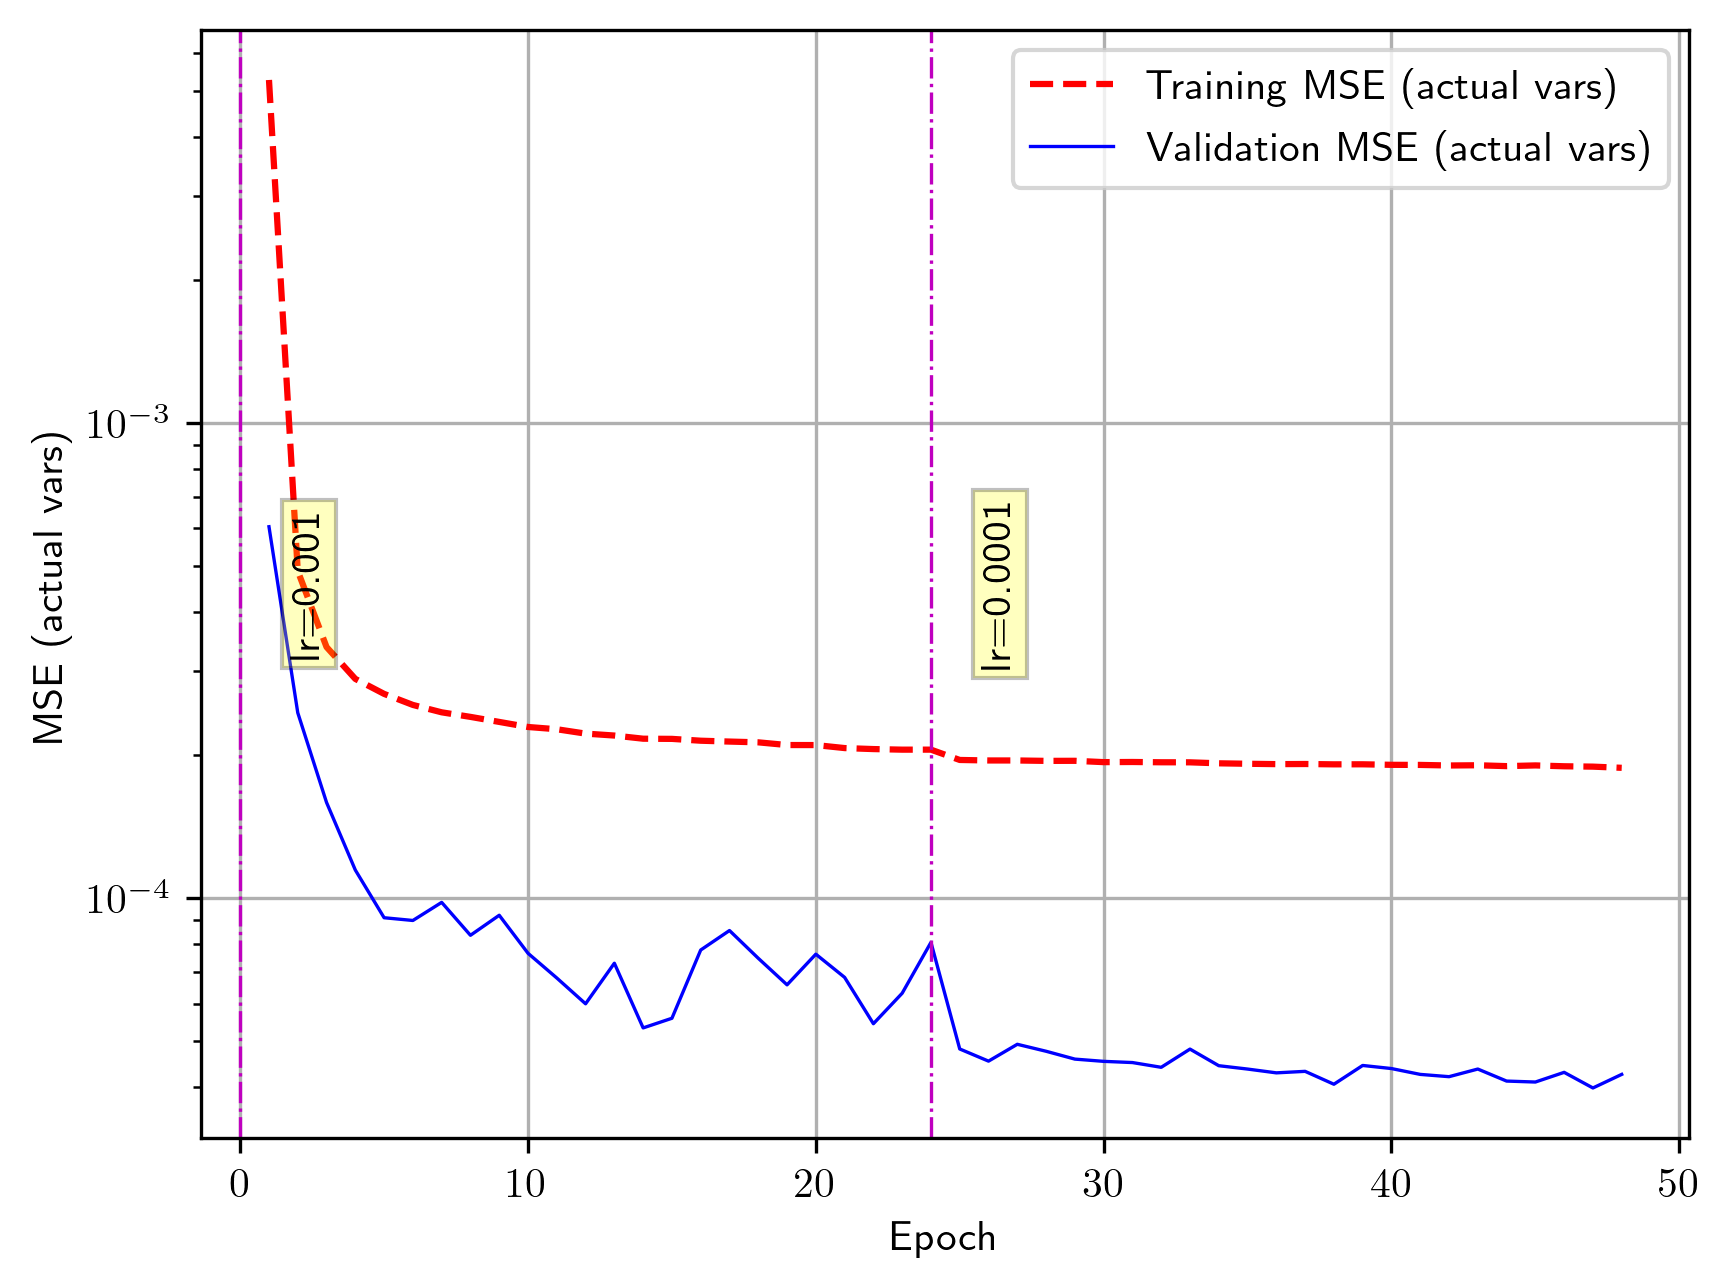 Training MSE (actual vars)
Validation MSE (actual vars)
MSE (actual vars)
10⁻³
10⁻⁴
lr=0.001
lr=0.0001
0 10 20 30 40 50
Epoch